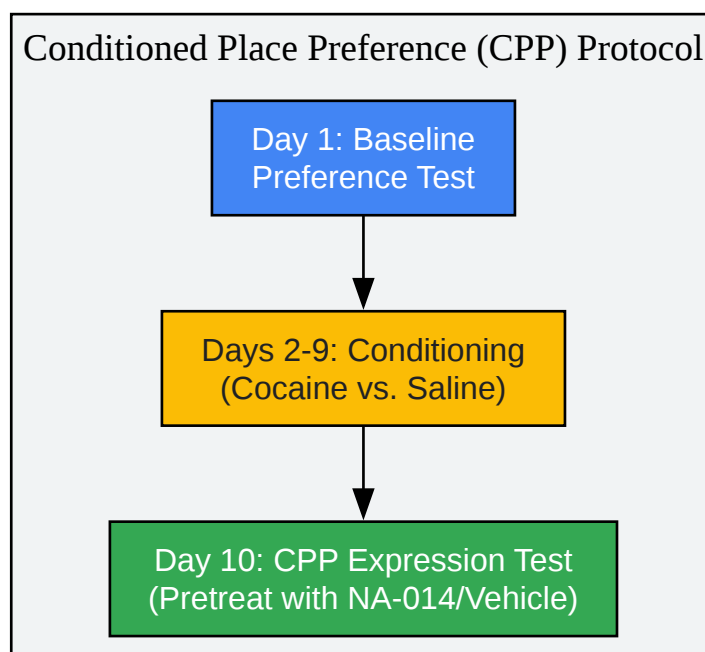 Conditioned Place Preference (CPP) Protocol
Day 1: Baseline
Preference Test
Days 2-9: Conditioning
(Cocaine vs. Saline)
Day 10: CPP Expression Test
(Pretreat with NA-014/Vehicle)